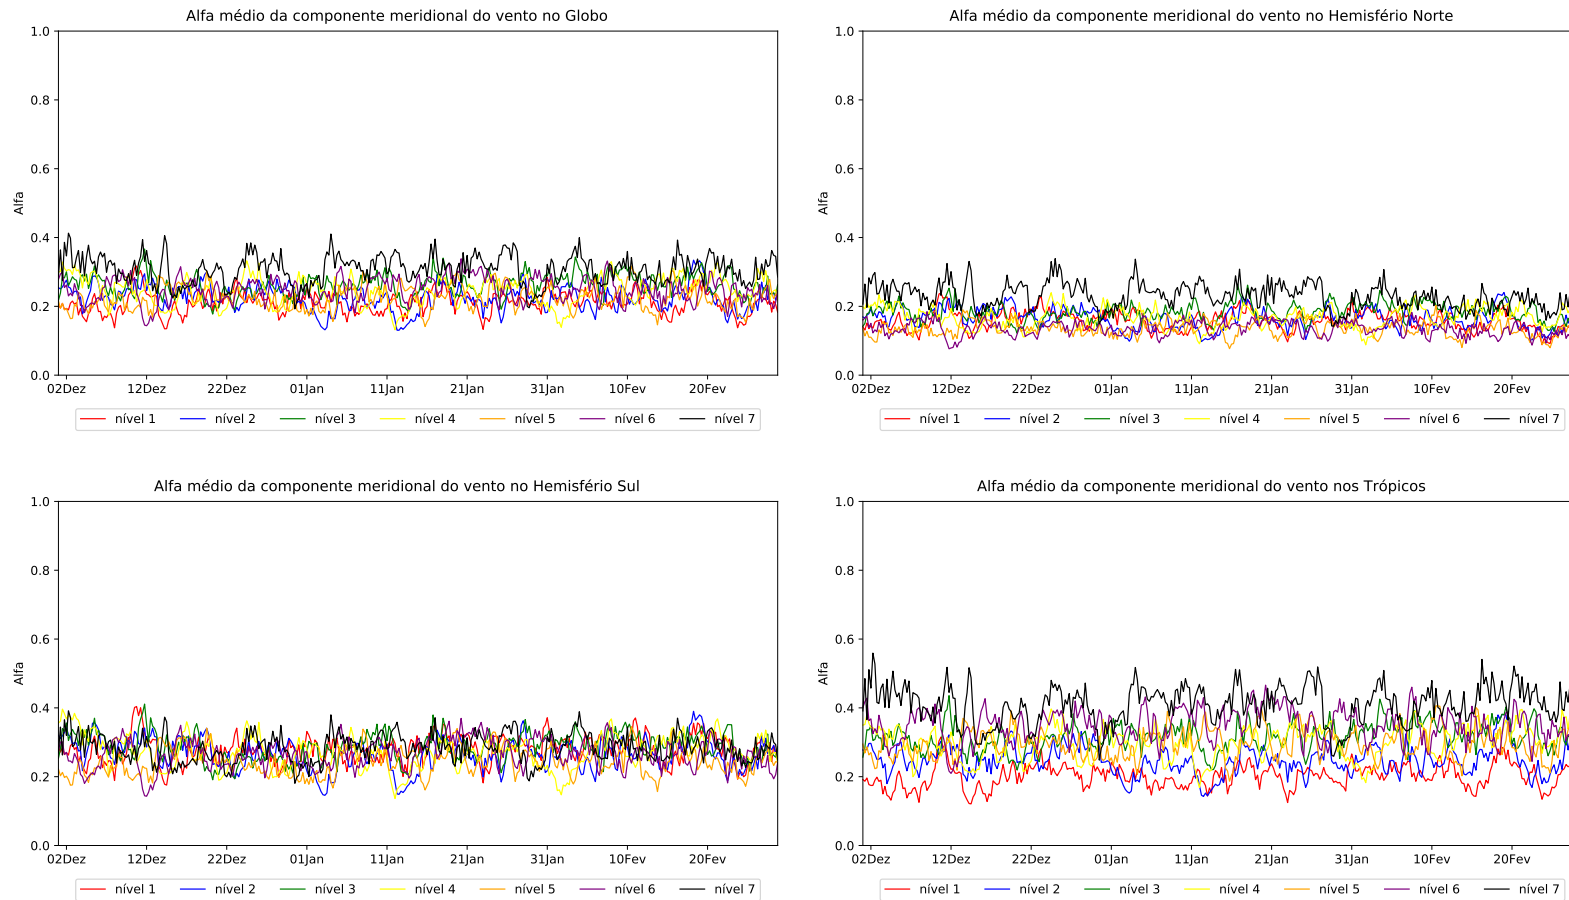 Alfa médio da componente meridional do vento no Globo
1.0
0.8
0.6
0.4
0.2
0.0
Alfa
02Dez 12Dez 22Dez 01Jan 11Jan 21Jan 31Jan 10Fev 20Fev
nível 1 nível 2 nível 3 nível 4 nível 5 nível 6 nível 7
Alfa médio da componente meridional do vento no Hemisfério Norte
1.0
0.8
0.6
0.4
0.2
0.0
Alfa
02Dez 12Dez 22Dez 01Jan 11Jan 21Jan 31Jan 10Fev 20Fev
nível 1 nível 2 nível 3 nível 4 nível 5 nível 6 nível 7
Alfa médio da componente meridional do vento no Hemisfério Sul
1.0
0.8
0.6
0.4
0.2
0.0
Alfa
02Dez 12Dez 22Dez 01Jan 11Jan 21Jan 31Jan 10Fev 20Fev
nível 1 nível 2 nível 3 nível 4 nível 5 nível 6 nível 7
Alfa médio da componente meridional do vento nos Trópicos
1.0
0.8
0.6
0.4
0.2
0.0
Alfa
02Dez 12Dez 22Dez 01Jan 11Jan 21Jan 31Jan 10Fev 20Fev
nível 1 nível 2 nível 3 nível 4 nível 5 nível 6 nível 7